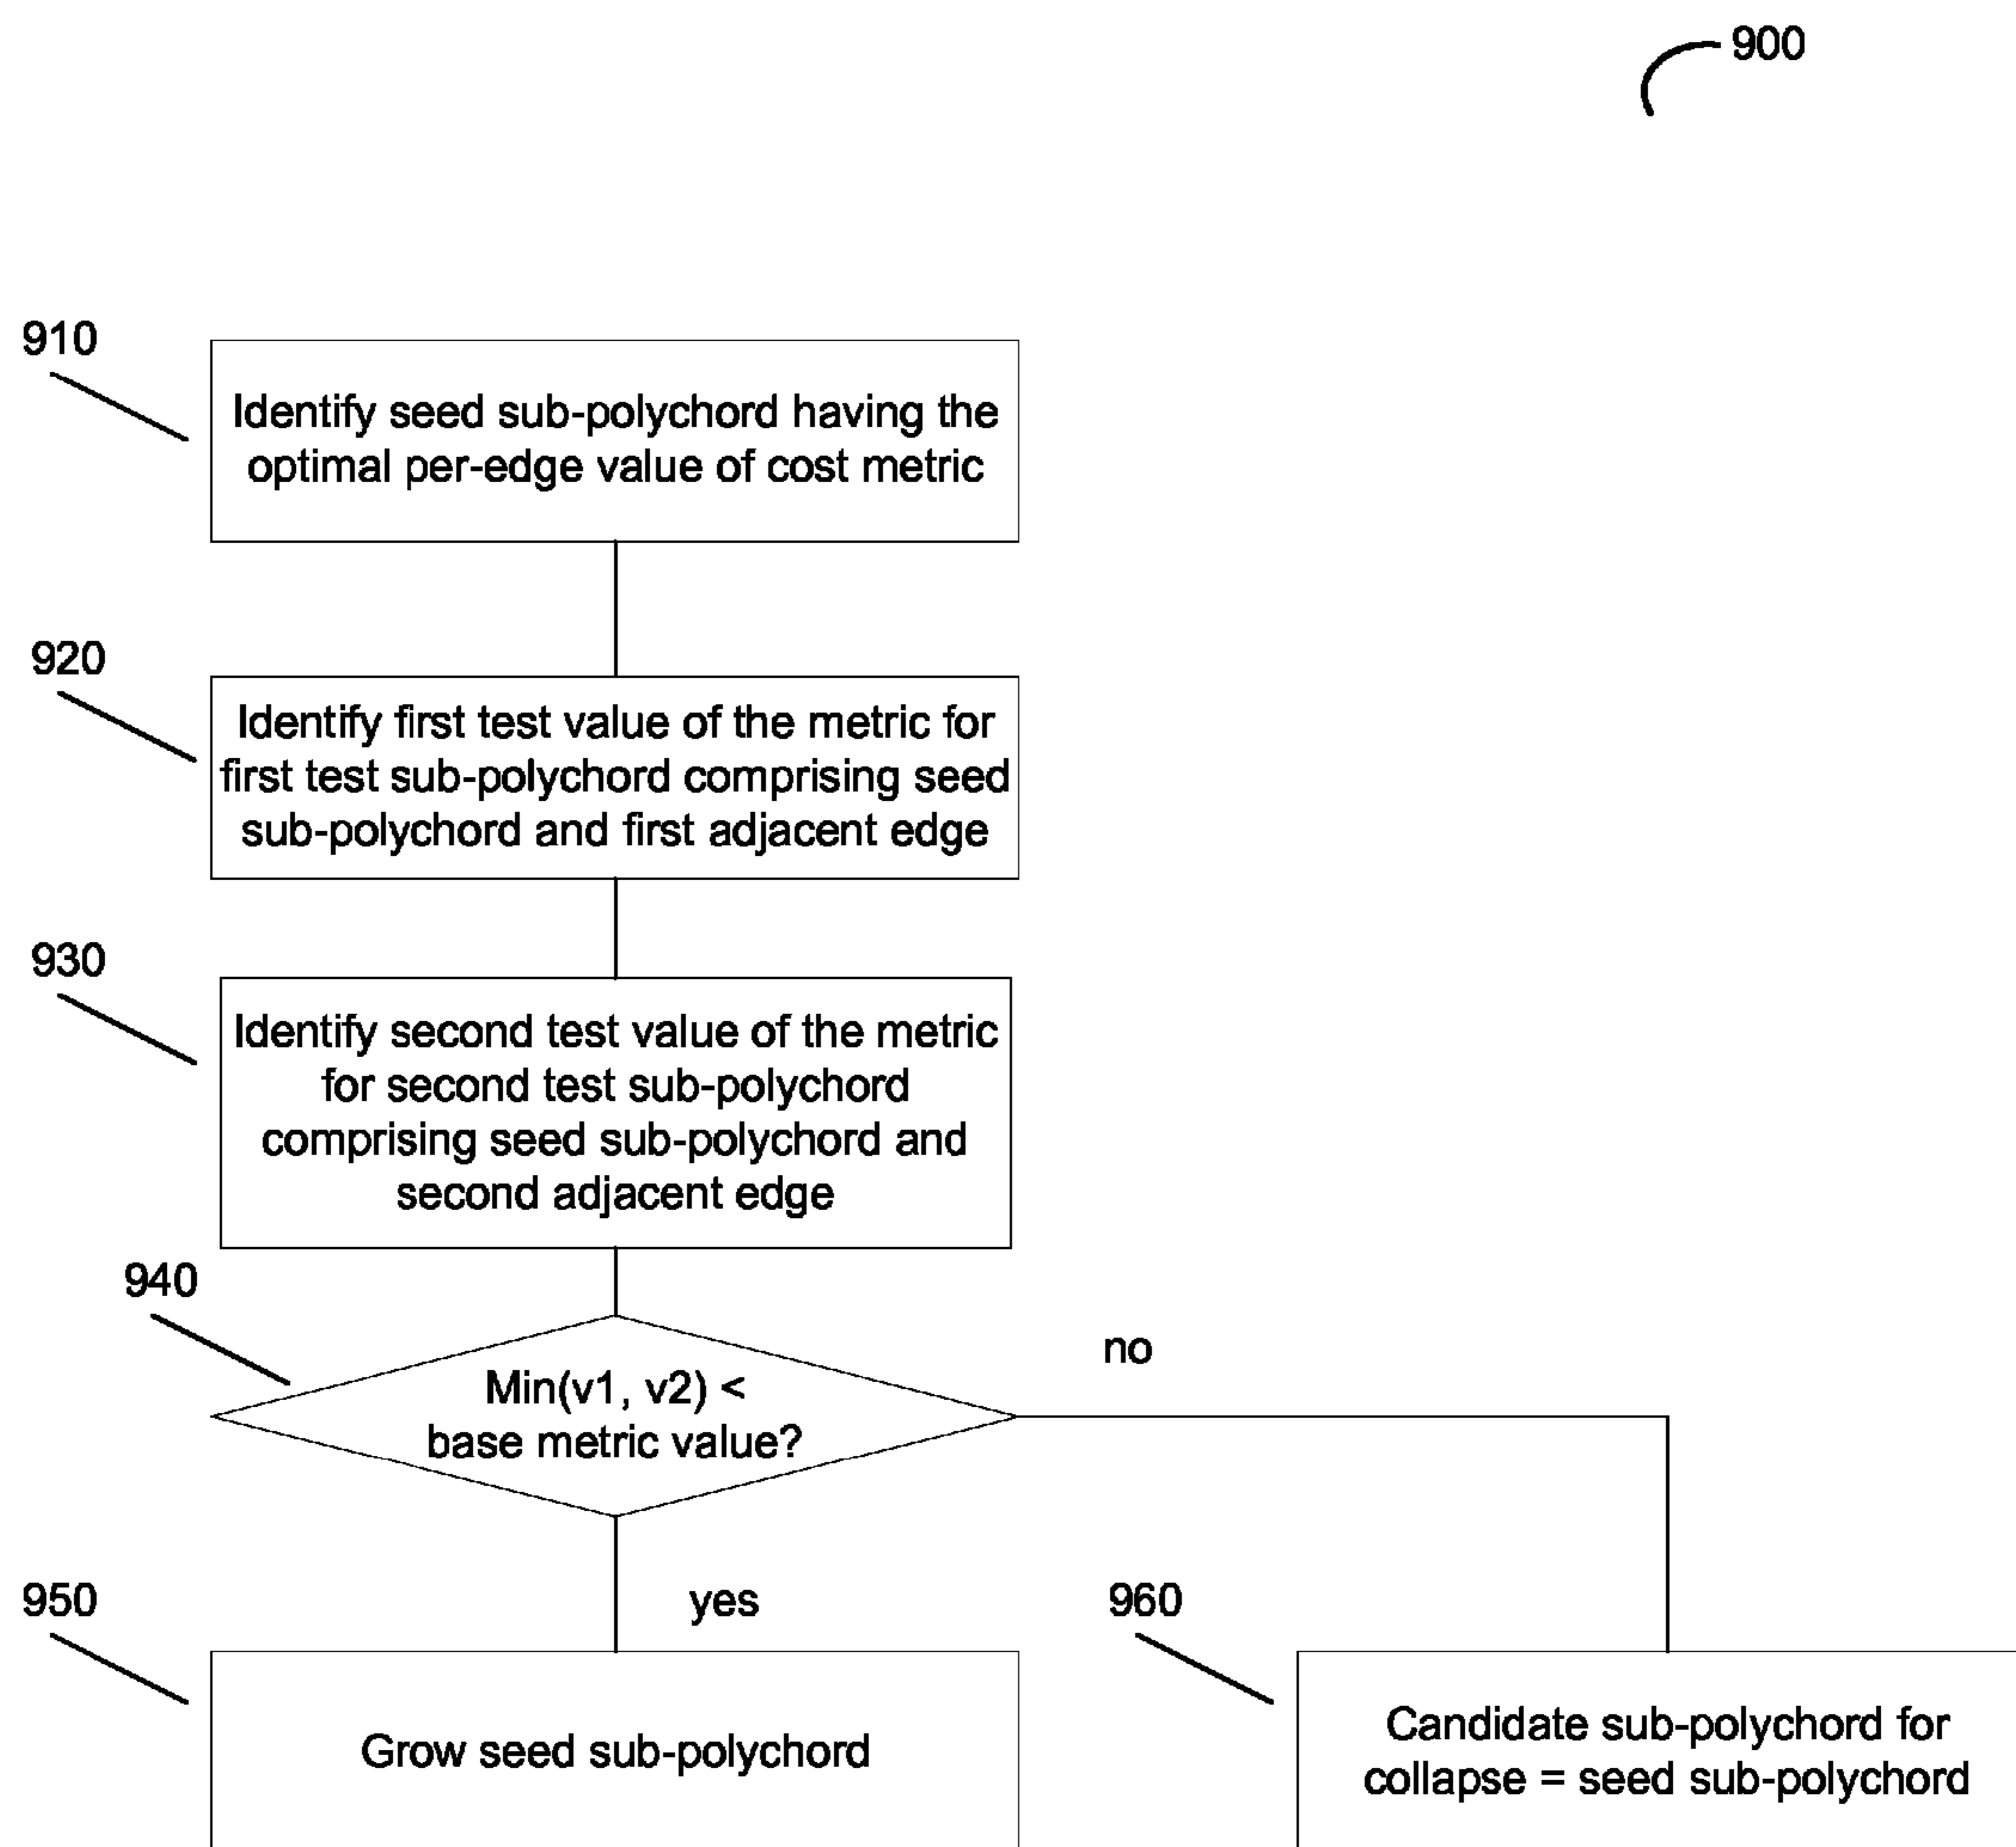 900
910
Identify seed sub-polychord having the
optimal per-edge value of cost metric
920
Identify first test value of the metric for
first test sub-polychord comprising seed
sub-polychord and first adjacent edge
930
Identify second test value of the metric
for second test sub-polychord
comprising seed sub-polychord and
second adjacent edge
940
Min(v1, v2) <
base metric value?
no
yes
950
Grow seed sub-polychord
960
Candidate sub-polychord for
collapse = seed sub-polychord